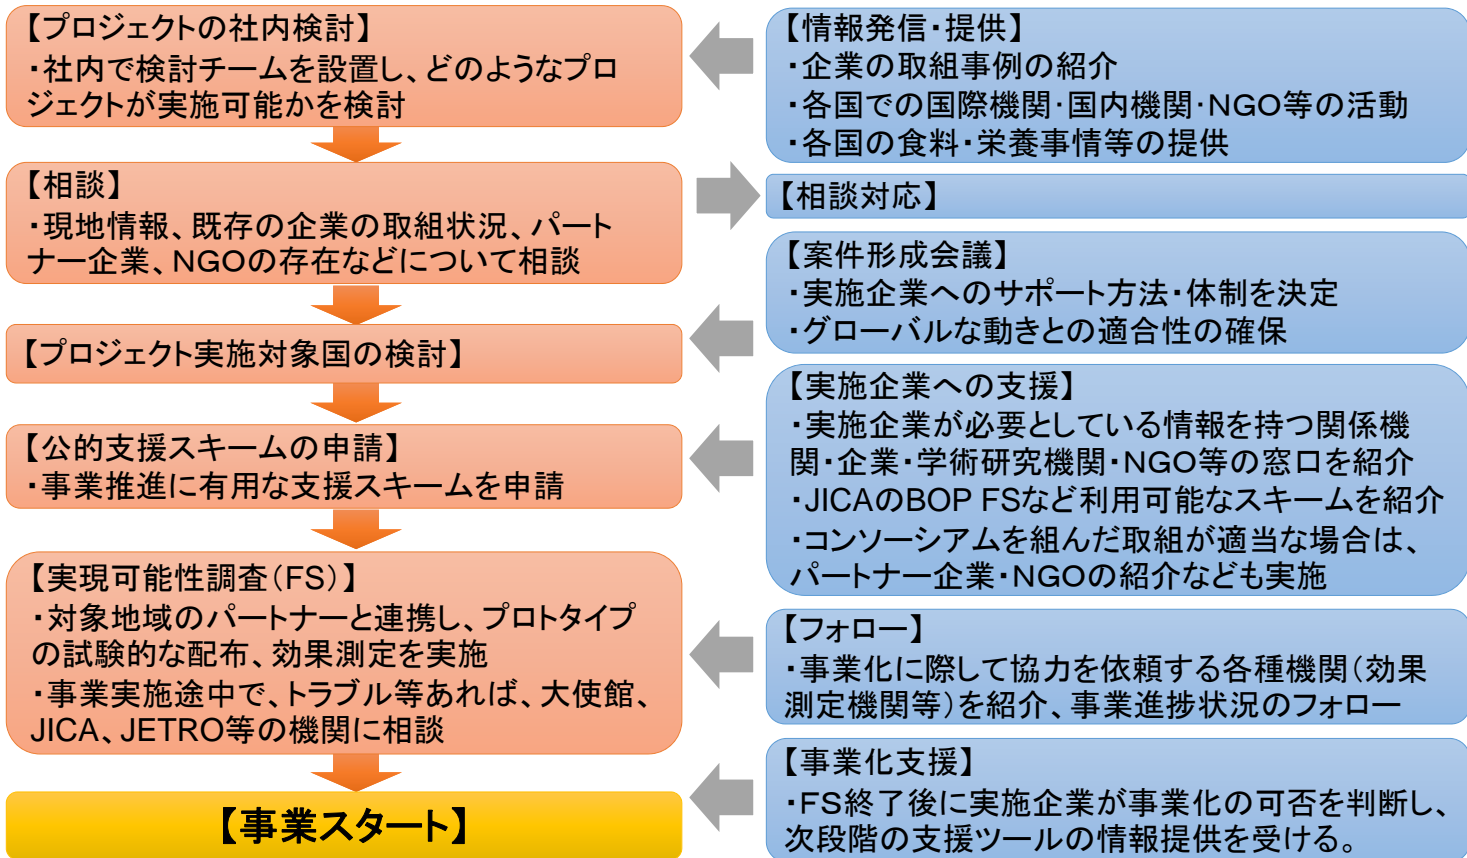 【プロジェクトの社内検討】
・社内で検討チームを設置し、どのようなプロ
ジェクトが実施可能かを検討
【相談】
・現地情報、既存の企業の取組状況、パート
ナー企業、NGOの存在などについて相談
【プロジェクト実施対象国の検討】
【公的支援スキームの申請】
・事業推進に有用な支援スキームを申請
【実現可能性調査(FS)】
・対象地域のパートナーと連携し、プロトタイプ
の試験的な配布、効果測定を実施
・事業実施途中で、トラブル等あれば、大使館、
JICA、JETRO等の機関に相談
【事業スタート】
【情報発信・提供】
・企業の取組事例の紹介
・各国での国際機関・国内機関・NGO等の活動
・各国の食料・栄養事情等の提供
【相談対応】
【案件形成会議】
・実施企業へのサポート方法・体制を決定
・グローバルな動きとの適合性の確保
【実施企業への支援】
・実施企業が必要としている情報を持つ関係機
関・企業・学術研究機関・NGO等の窓口を紹介
・JICAのBOP FSなど利用可能なスキームを紹介
・コンソーシアムを組んだ取組が適当な場合は、
パートナー企業・NGOの紹介なども実施
【フォロー】
・事業化に際して協力を依頼する各種機関(効果
測定機関等)を紹介、事業進捗状況のフォロー
【事業化支援】
・FS終了後に実施企業が事業化の可否を判断し、
次段階の支援ツールの情報提供を受ける。